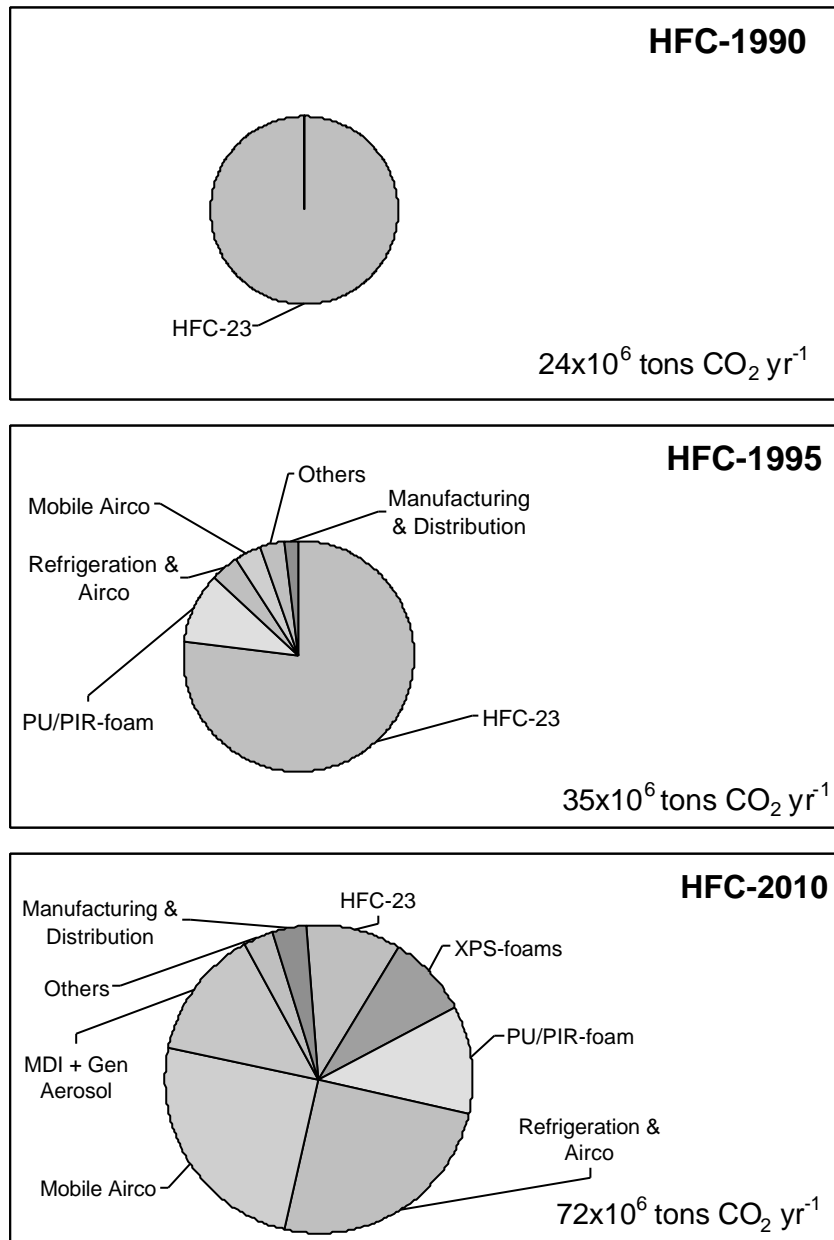 HFC-1990
HFC-23
24x10⁶ tons CO₂ yr⁻¹
HFC-1995
Others
Manufacturing
& Distribution
Mobile Airco
Refrigeration &
Airco
PU/PIR-foam
HFC-23
35x10⁶ tons CO₂ yr⁻¹
HFC-2010
HFC-23
Manufacturing &
Distribution
XPS-foams
Others
PU/PIR-foam
MDI + Gen
Aerosol
Refrigeration &
Airco
Mobile Airco
72x10⁶ tons CO₂ yr⁻¹